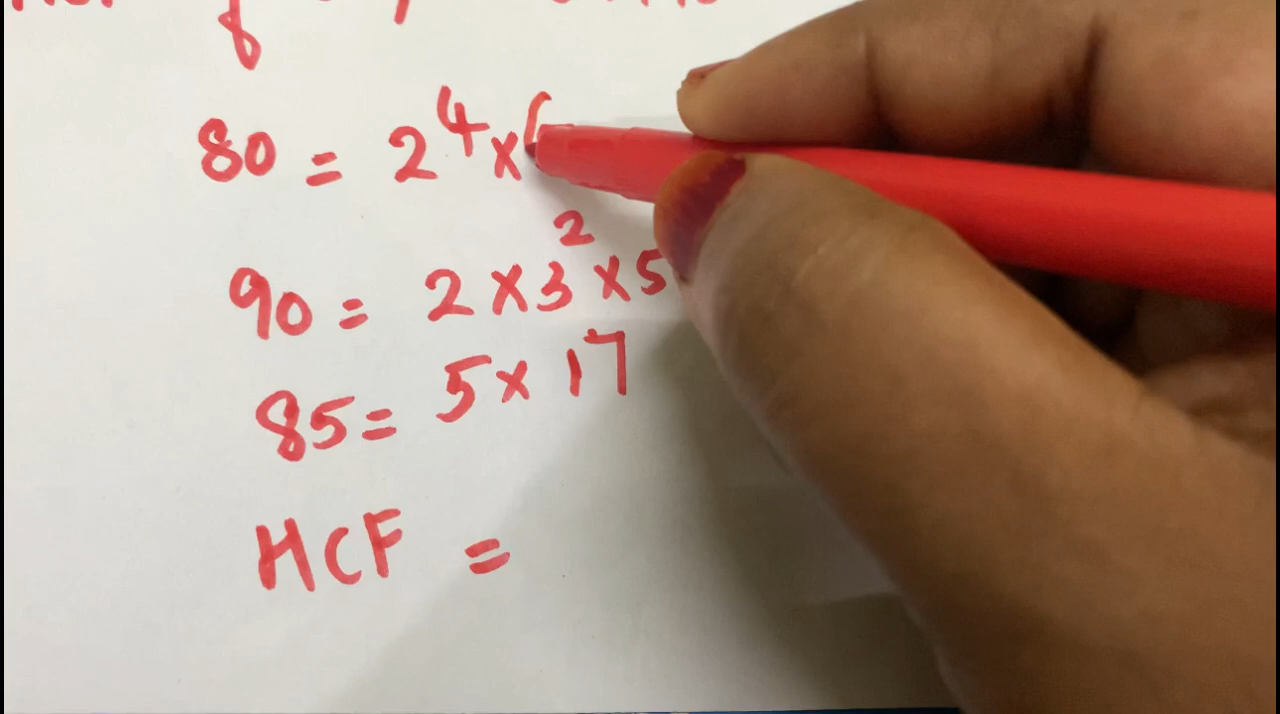 80 = 2⁴ ×
90 = 2 × 3² × 5
85 = 5 × 17
HCF =